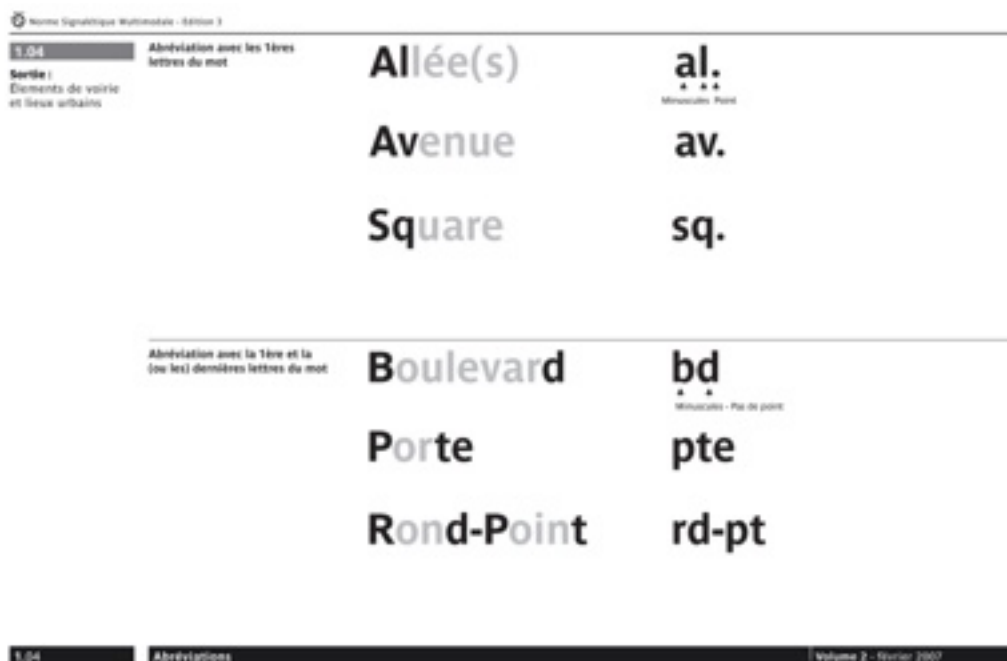 Norme Signalétique Multimodale - Édition 3
1.04
Sortie :
Élements de voirie
et lieux urbains
Abréviation avec les 1ères
lettres du mot
Allée(s) al.
Minuscules Point
Avenue av.
Square sq.
Abréviation avec la 1ère et la
(ou les) dernières lettres du mot
Boulevard bd
Minuscules - Pas de point
Porte pte
Rond-Point rd-pt
1.04 Abréviations Volume 2 - février 2007